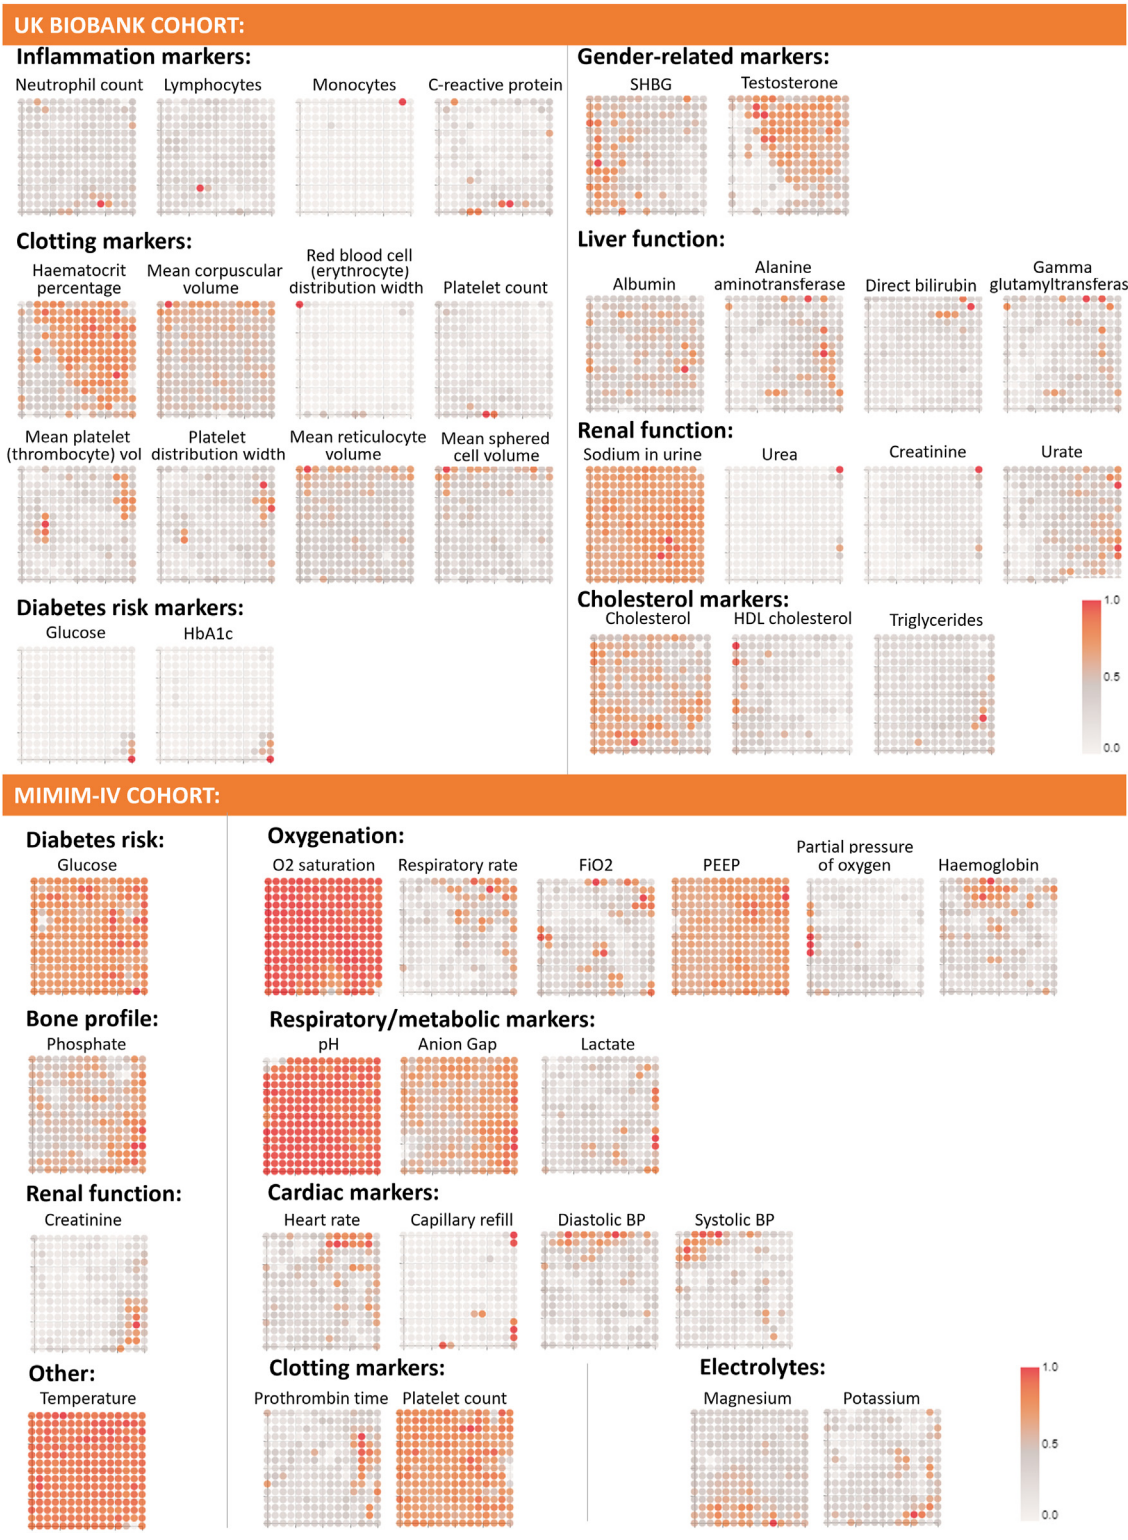 UK BIOBANK COHORT:
Inflammation markers:
Neutrophil count
Lymphocytes
Monocytes
C-reactive protein
Clotting markers:
Haematocrit
percentage
Mean corpuscular
volume
Red blood cell
(erythrocyte)
distribution width
Platelet count
Mean platelet
(thrombocyte) vol
Platelet
distribution width
Mean reticulocyte
volume
Mean sphered
cell volume
Diabetes risk markers:
Glucose
HbA1c
Gender-related markers:
SHBG
Testosterone
Liver function:
Albumin
Alanine
aminotransferase
Direct bilirubin
Gamma
glutamyltransferas
Renal function:
Sodium in urine
Urea
Creatinine
Urate
Cholesterol markers:
Cholesterol
HDL cholesterol
Triglycerides
1.0
0.5
0.0
MIMIM-IV COHORT:
Diabetes risk:
Glucose
Bone profile:
Phosphate
Renal function:
Creatinine
Other:
Temperature
Oxygenation:
O2 saturation
Respiratory rate
FiO2
PEEP
Partial pressure
of oxygen
Haemoglobin
Respiratory/metabolic markers:
pH
Anion Gap
Lactate
Cardiac markers:
Heart rate
Capillary refill
Diastolic BP
Systolic BP
Clotting markers:
Prothrombin time
Platelet count
Electrolytes:
Magnesium
Potassium
1.0
0.5
0.0